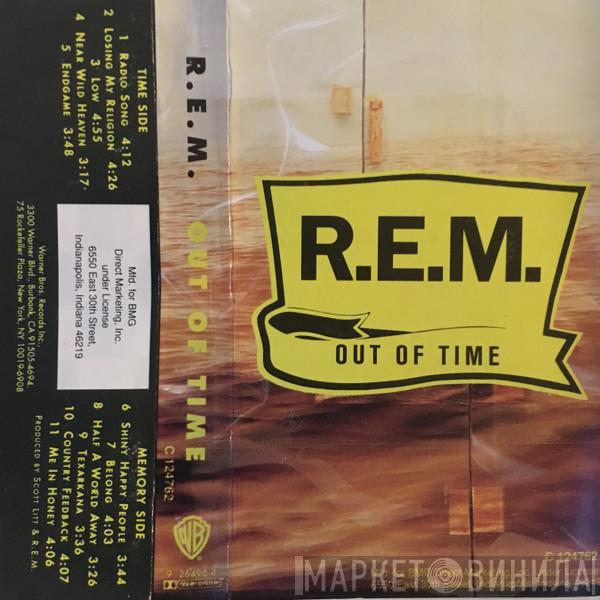 R.E.M.
OUT OF TIME
C 124762
R.E.M. OUT OF TIME
C 124762
WB
9 26496-4
TIME SIDE
1 RADIO SONG 4:12
2 LOSING MY RELIGION 4:26
3 LOW 4:55
4 NEAR WILD HEAVEN 3:17
5 ENDGAME 3:48
Mfd. for BMG
Direct Marketing, Inc.
under License
6550 East 30th Street,
Indianapolis, Indiana 46219
Warner Bros. Records Inc.
3300 Warner Blvd., Burbank, CA 91505-4694
75 Rockefeller Plaza, New York, NY 10019-6908
MEMORY SIDE
6 SHINY HAPPY PEOPLE 3:44
7 BELONG 4:03
8 HALF A WORLD AWAY 3:26
9 TEXARKANA 3:36
10 COUNTRY FEEDBACK 4:07
11 ME IN HONEY 4:06
PRODUCED BY SCOTT LITT & R.E.M.
МАРКЕТ ВИНИЛА